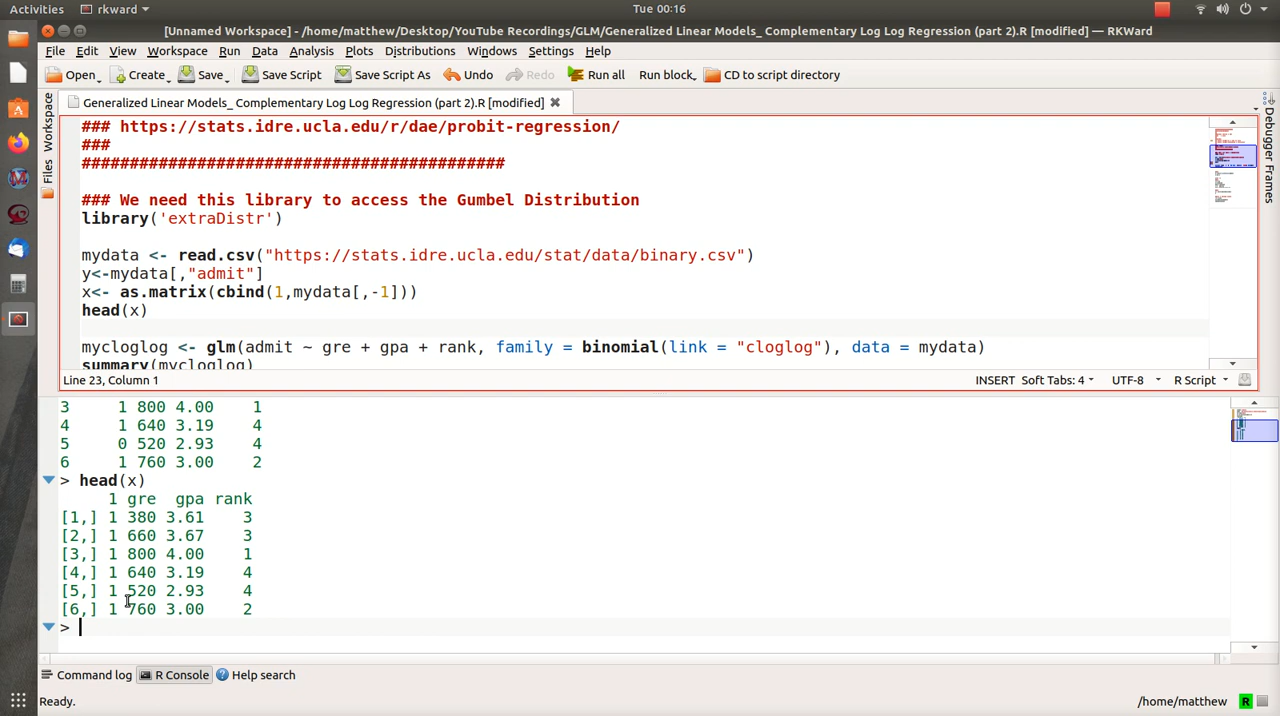 Activities rkward Tue 00:16
[Unnamed Workspace] - /home/matthew/Desktop/YouTube Recordings/GLM/Generalized Linear Models_ Complementary Log Log Regression (part 2).R [modified] — RKWard
File Edit View Workspace Run Data Analysis Plots Distributions Windows Settings Help
Open Create Save Save Script Save Script As Undo Redo Run all Run block CD to script directory
Generalized Linear Models_ Complementary Log Log Regression (part 2).R [modified]
Workspace
Files
Debugger Frames
### https://stats.idre.ucla.edu/r/dae/probit-regression/
###
############################################
### We need this library to access the Gumbel Distribution
library('extraDistr')
mydata <- read.csv("https://stats.idre.ucla.edu/stat/data/binary.csv")
y<-mydata[,"admit"]
x<- as.matrix(cbind(1,mydata[,-1]))
head(x)
mycloglog <- glm(admit ~ gre + gpa + rank, family = binomial(link = "cloglog"), data = mydata)
summary(mycloglog)
Line 23, Column 1 INSERT Soft Tabs: 4 UTF-8 R Script
3 1 800 4.00 1
4 1 640 3.19 4
5 0 520 2.93 4
6 1 760 3.00 2
> head(x)
1 gre gpa rank
[1,] 1 380 3.61 3
[2,] 1 660 3.67 3
[3,] 1 800 4.00 1
[4,] 1 640 3.19 4
[5,] 1 520 2.93 4
[6,] 1 760 3.00 2
>
Command log R Console Help search
Ready. /home/matthew R